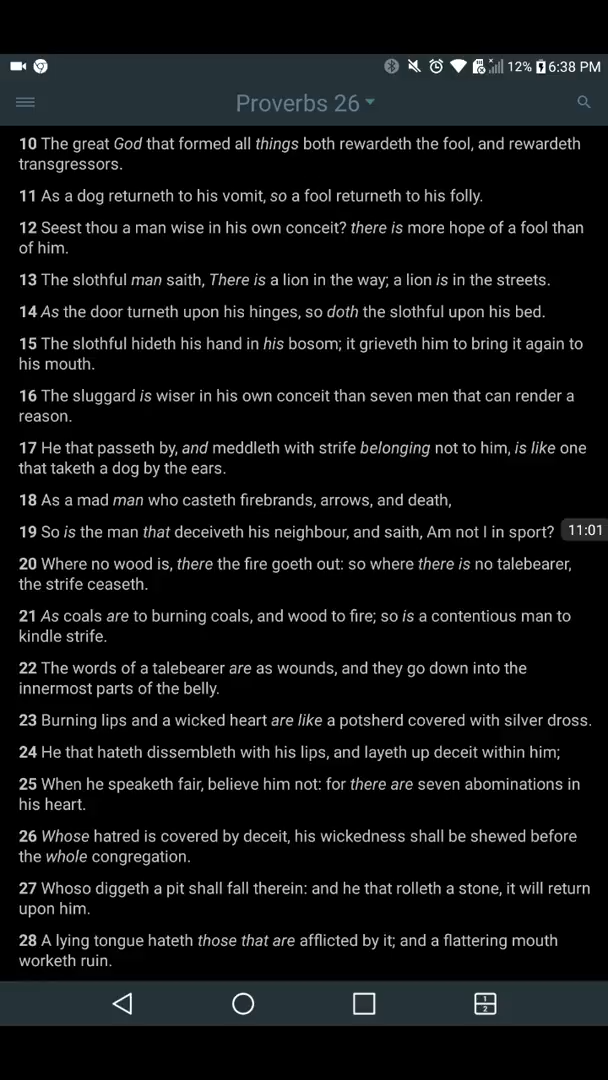 12% 6:38 PM
Proverbs 26
10 The great God that formed all things both rewardeth the fool, and rewardeth
transgressors.
11 As a dog returneth to his vomit, so a fool returneth to his folly.
12 Seest thou a man wise in his own conceit? there is more hope of a fool than
of him.
13 The slothful man saith, There is a lion in the way; a lion is in the streets.
14 As the door turneth upon his hinges, so doth the slothful upon his bed.
15 The slothful hideth his hand in his bosom; it grieveth him to bring it again to
his mouth.
16 The sluggard is wiser in his own conceit than seven men that can render a
reason.
17 He that passeth by, and meddleth with strife belonging not to him, is like one
that taketh a dog by the ears.
18 As a mad man who casteth firebrands, arrows, and death,
19 So is the man that deceiveth his neighbour, and saith, Am not I in sport? 11:01
20 Where no wood is, there the fire goeth out: so where there is no talebearer,
the strife ceaseth.
21 As coals are to burning coals, and wood to fire; so is a contentious man to
kindle strife.
22 The words of a talebearer are as wounds, and they go down into the
innermost parts of the belly.
23 Burning lips and a wicked heart are like a potsherd covered with silver dross.
24 He that hateth dissembleth with his lips, and layeth up deceit within him;
25 When he speaketh fair, believe him not: for there are seven abominations in
his heart.
26 Whose hatred is covered by deceit, his wickedness shall be shewed before
the whole congregation.
27 Whoso diggeth a pit shall fall therein: and he that rolleth a stone, it will return
upon him.
28 A lying tongue hateth those that are afflicted by it; and a flattering mouth
worketh ruin.
1
2